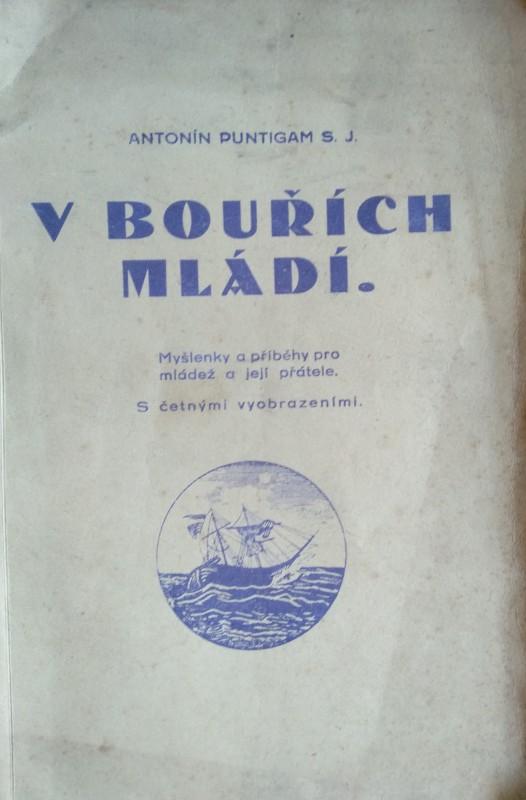 ANTONÍN PUNTIGAM S. J.
V BOUŘÍCH
MLÁDÍ.
Myšlenky a příběhy pro
mládež a její přátele.
S četnými vyobrazeními.